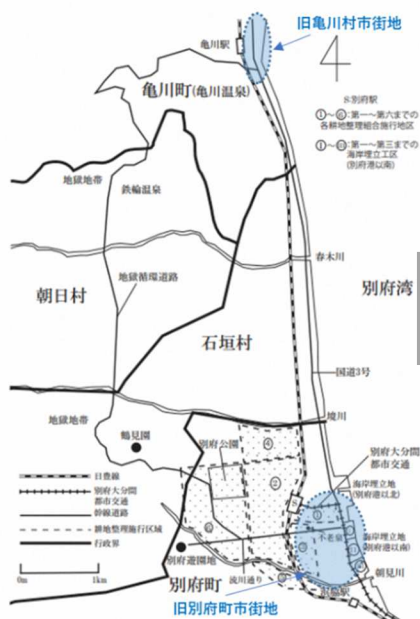 旧亀川村市街地
亀川駅
亀川町(亀川温泉)
S:別府駅
①~⑥:第一~第六までの
各耕地整理組合施行地区
:第一~第三までの
海岸埋立工区
(別府港以南)
地獄地帯
鉄輪温泉
春木川
地獄循環道路
別府湾
朝日村
石垣村
国道3号
境川
地獄地帯
鶴見園
別府公園
④
②
別府大分間
都市交通
海岸埋立地
(別府港以北)
日豊線
別府大分間
都市交通
幹線道路
耕地整理施行区域
行政界
不老泉
海岸埋立地
(別府港以南)
0m 1km
別府遊園地
別府町
流川通り
朝見川
旧別府町市街地